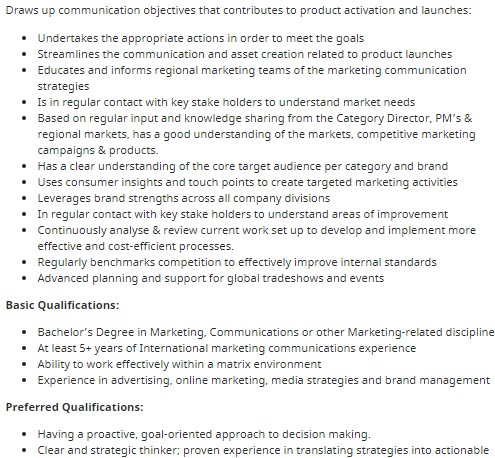 Draws up communication objectives that contributes to product activation and launches:
• Undertakes the appropriate actions in order to meet the goals
• Streamlines the communication and asset creation related to product launches
• Educates and informs regional marketing teams of the marketing communication
strategies
• Is in regular contact with key stake holders to understand market needs
• Based on regular input and knowledge sharing from the Category Director, PM's &
regional markets, has a good understanding of the markets, competitive marketing
campaigns & products.
• Has a clear understanding of the core target audience per category and brand
• Uses consumer insights and touch points to create targeted marketing activities
• Leverages brand strengths across all company divisions
• In regular contact with key stake holders to understand areas of improvement
• Continuously analyse & review current work set up to develop and implement more
effective and cost-efficient processes.
• Regularly benchmarks competition to effectively improve internal standards
• Advanced planning and support for global tradeshows and events
Basic Qualifications:
• Bachelor's Degree in Marketing, Communications or other Marketing-related discipline
• At least 5+ years of International marketing communications experience
• Ability to work effectively within a matrix environment
• Experience in advertising, online marketing, media strategies and brand management
Preferred Qualifications:
• Having a proactive, goal-oriented approach to decision making.
• Clear and strategic thinker; proven experience in translating strategies into actionable